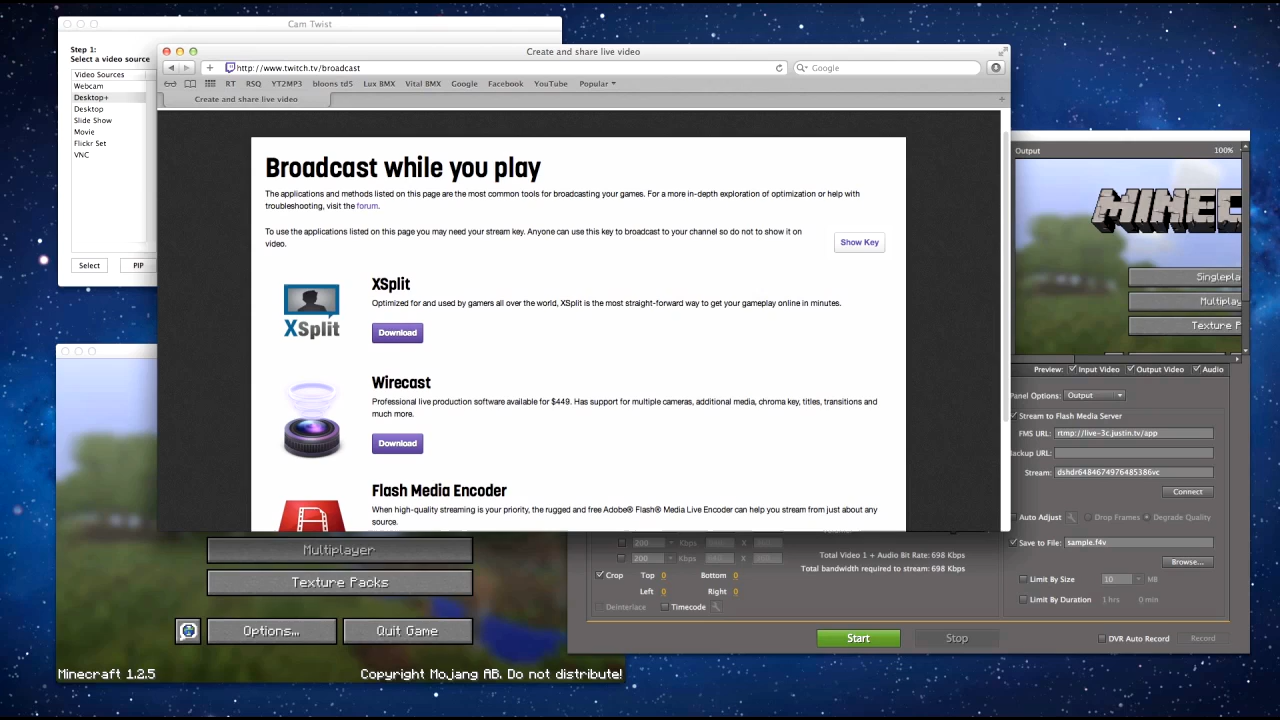 Cam Twist
Step 1:
Select a video source
Video Sources
Webcam
Desktop+
Desktop
Slide Show
Movie
Flickr Set
VNC
Select
PIP
Create and share live video
http://www.twitch.tv/broadcast
Google
RT RSQ YT2MP3 bloons td5 Lux BMX Vital BMX Google Facebook YouTube Popular
Create and share live video
Broadcast while you play
The applications and methods listed on this page are the most common tools for broadcasting your games. For a more in-depth exploration of optimization or help with
troubleshooting, visit the forum.
To use the applications listed on this page you may need your stream key. Anyone can use this key to broadcast to your channel so do not to show it on
video.
Show Key
XSplit
XSplit
Optimized for and used by gamers all over the world, XSplit is the most straight-forward way to get your gameplay online in minutes.
Download
Wirecast
Professional live production software available for $449. Has support for multiple cameras, additional media, chroma key, titles, transitions and
much more.
Download
Flash Media Encoder
When high-quality streaming is your priority, the rugged and free Adobe® Flash® Media Live Encoder can help you stream from just about any
source.
Output
100%
MINEC
Singlepla
Multiplay
Texture P
Preview: Input Video Output Video Audio
Panel Options: Output
Stream to Flash Media Server
FMS URL: rtmp://live-3c.justin.tv/app
ackup URL:
Stream: dshdr6484674976485386vc
Connect
Auto Adjust Drop Frames Degrade Quality
Save to File: sample.f4v
Browse...
Limit By Size 10 MB
Limit By Duration 1 hrs 0 min
200 Kbps X
200 Kbps X
Total Video 1 + Audio Bit Rate: 698 Kbps
Total bandwidth required to stream: 698 Kbps
Crop Top 0 Bottom 0
Left 0 Right 0
Deinterlace Timecode
Start
Stop
DVR Auto Record
Record
Multiplayer
Texture Packs
Options...
Quit Game
Minecraft 1.2.5
Copyright Mojang AB. Do not distribute!